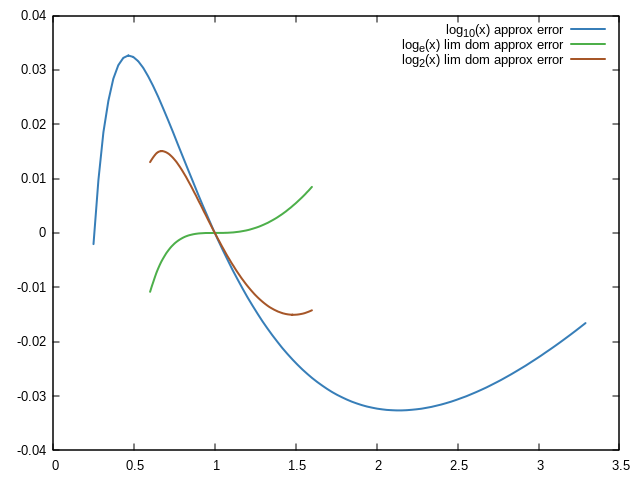 0.04
0.03
0.02
0.01
0
-0.01
-0.02
-0.03
-0.04
0 0.5 1 1.5 2 2.5 3 3.5
log10(x) approx error
loge(x) lim dom approx error
log2(x) lim dom approx error